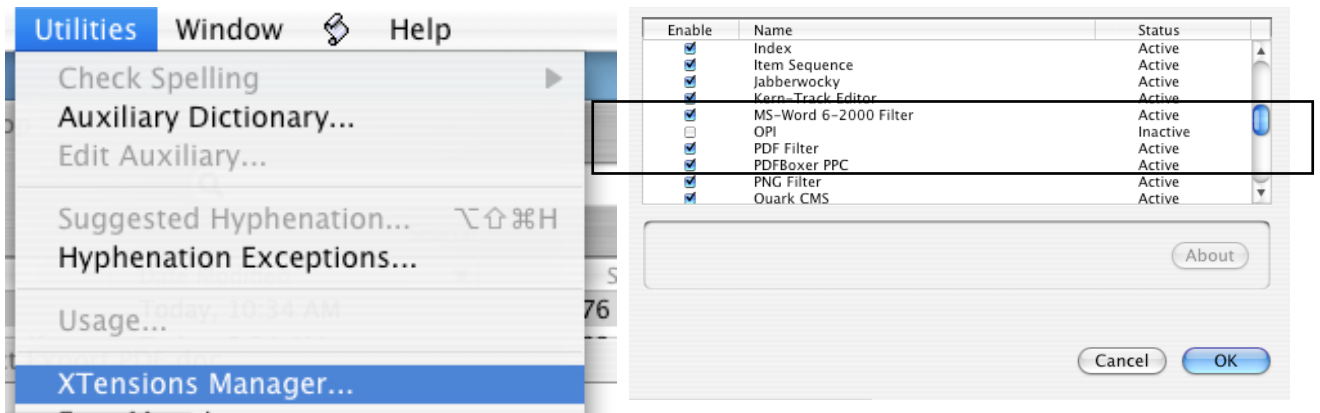 Utilities Window Help
Check Spelling
Auxiliary Dictionary...
Edit Auxiliary...
Suggested Hyphenation... ⌥⇧⌘H
Hyphenation Exceptions...
Today, 10:34 AM
76
Usage...
XTensions Manager...
Enable Name Status
Index Active
Item Sequence Active
Jabberwocky Active
Kern-Track Editor Active
MS-Word 6-2000 Filter Active
OPI Inactive
PDF Filter Active
PDFBoxer PPC Active
PNG Filter Active
Quark CMS Active
About
Cancel OK